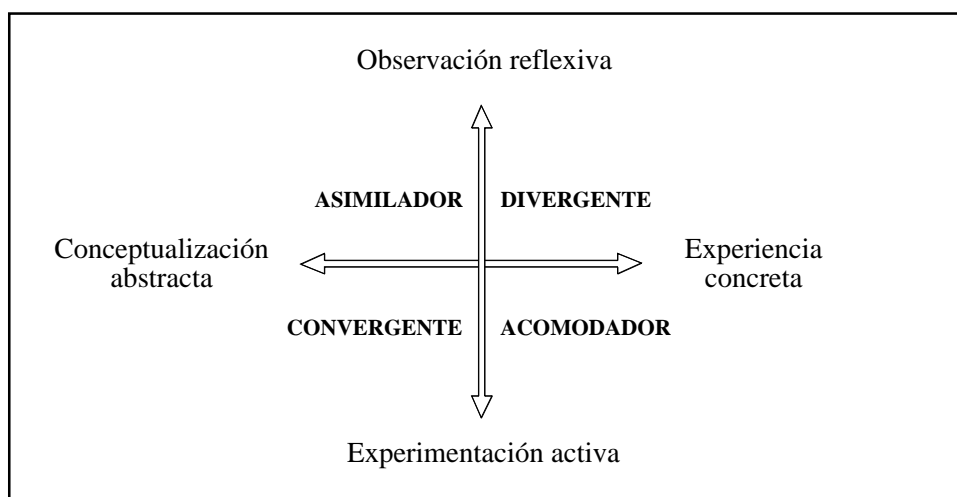 Observación reflexiva
ASIMILADOR DIVERGENTE
Conceptualización
abstracta
Experiencia
concreta
CONVERGENTE ACOMODADOR
Experimentación activa